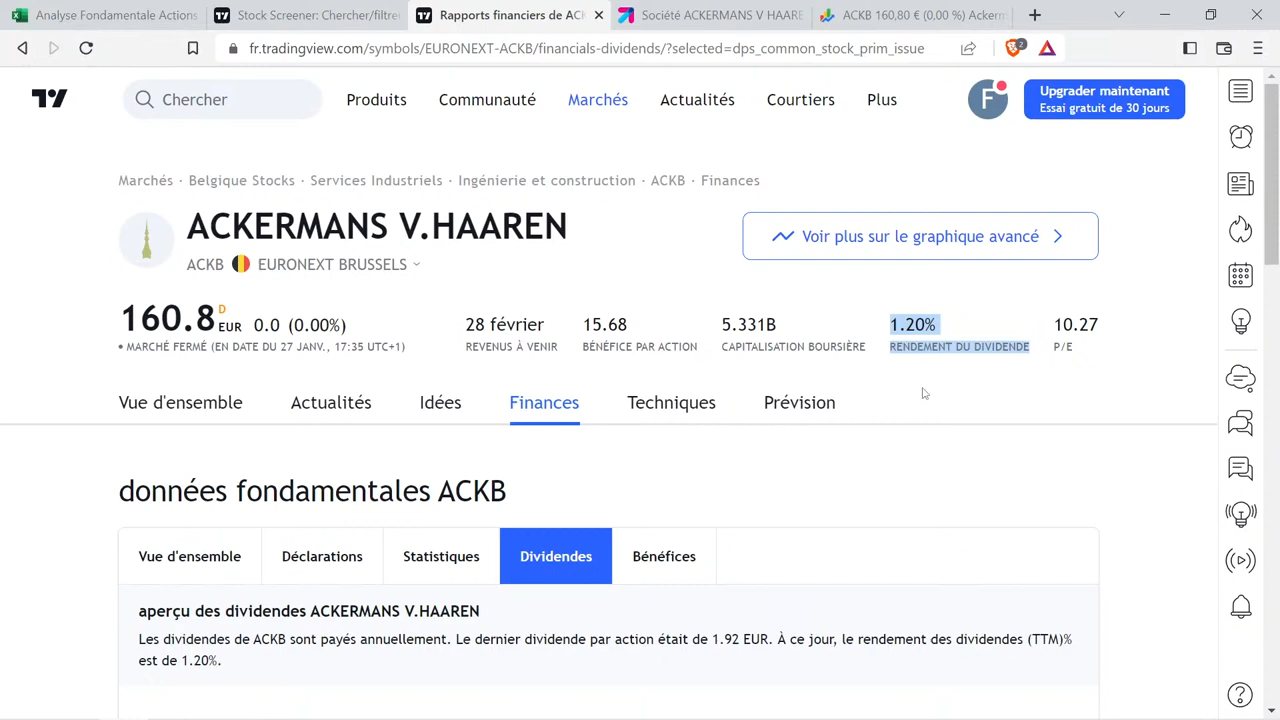 Analyse Fondamentale Actions
Stock Screener: Chercher/filtre
Rapports financiers de ACK
Société ACKERMANS V HAARE
ACKB 160,80 € (0,00 %) Ackerm
fr.tradingview.com/symbols/EURONEXT-ACKB/financials-dividends/?selected=dps_common_stock_prim_issue
2
Chercher
Produits
Communauté
Marchés
Actualités
Courtiers
Plus
F
Upgrader maintenant
Essai gratuit de 30 jours
Marchés · Belgique Stocks · Services Industriels · Ingénierie et construction · ACKB · Finances
ACKERMANS V.HAAREN
ACKB EURONEXT BRUSSELS
Voir plus sur le graphique avancé
160.8 D EUR 0.0 (0.00%)
• MARCHÉ FERMÉ (EN DATE DU 27 JANV., 17:35 UTC+1)
28 février
REVENUS À VENIR
15.68
BÉNÉFICE PAR ACTION
5.331B
CAPITALISATION BOURSIÈRE
1.20%
RENDEMENT DU DIVIDENDE
10.27
P/E
Vue d'ensemble
Actualités
Idées
Finances
Techniques
Prévision
données fondamentales ACKB
Vue d'ensemble
Déclarations
Statistiques
Dividendes
Bénéfices
aperçu des dividendes ACKERMANS V.HAAREN
Les dividendes de ACKB sont payés annuellement. Le dernier dividende par action était de 1.92 EUR. À ce jour, le rendement des dividendes (TTM)%
est de 1.20%.